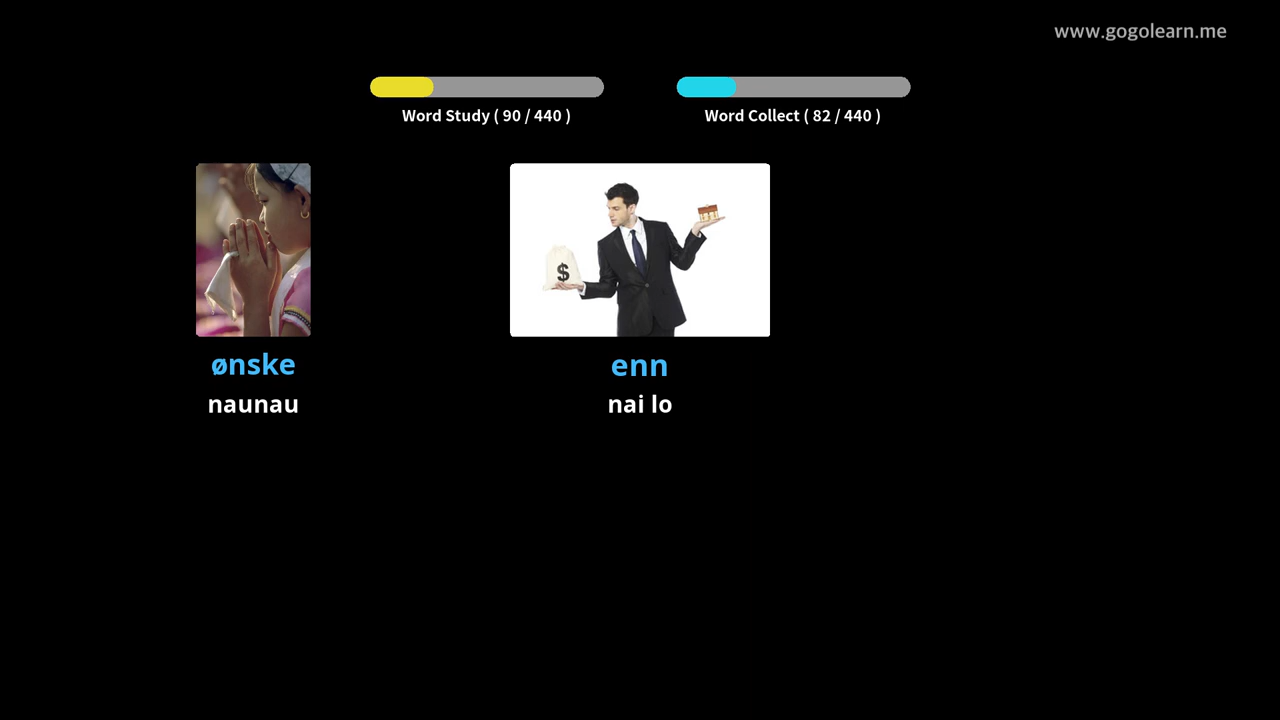 www.gogolearn.me
Word Study ( 90 / 440 )
Word Collect ( 82 / 440 )
$
ønske
naunau
enn
nai lo